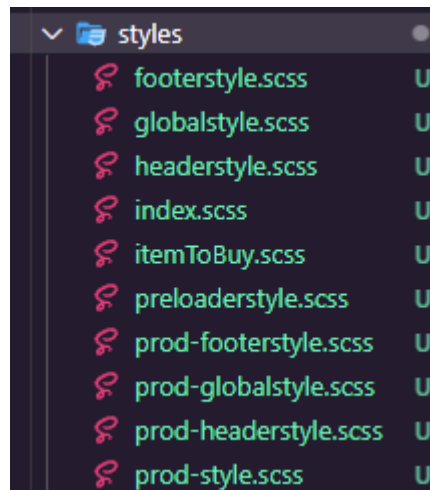 styles
footerstyle.scss U
globalstyle.scss U
headerstyle.scss U
index.scss U
itemToBuy.scss U
preloaderstyle.scss U
prod-footerstyle.scss U
prod-globalstyle.scss U
prod-headerstyle.scss U
prod-style.scss U